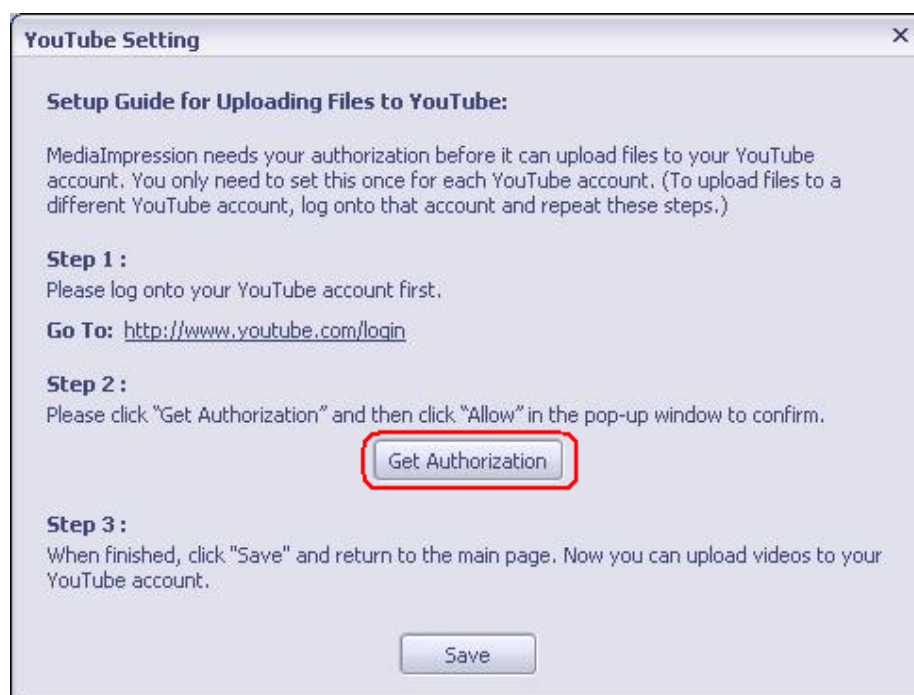 YouTube Setting
Setup Guide for Uploading Files to YouTube:
MediaImpression needs your authorization before it can upload files to your YouTube
account. You only need to set this once for each YouTube account. (To upload files to a
different YouTube account, log onto that account and repeat these steps.)
Step 1 :
Please log onto your YouTube account first.
Go To: http://www.youtube.com/login
Step 2 :
Please click “Get Authorization” and then click “Allow” in the pop-up window to confirm.
Get Authorization
Step 3 :
When finished, click "Save" and return to the main page. Now you can upload videos to your
YouTube account.
Save